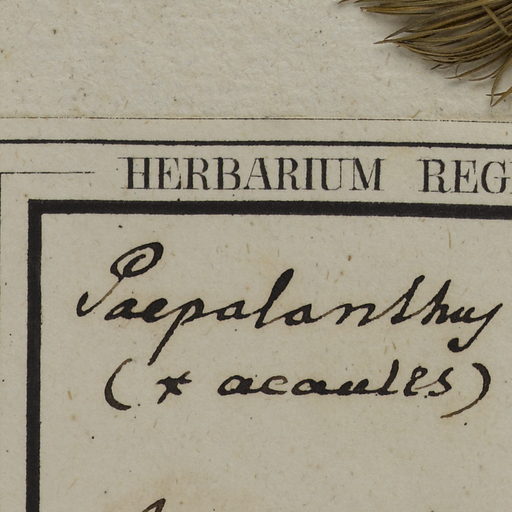 HERBARIUM REG
Paepalanthus
(* acaules)